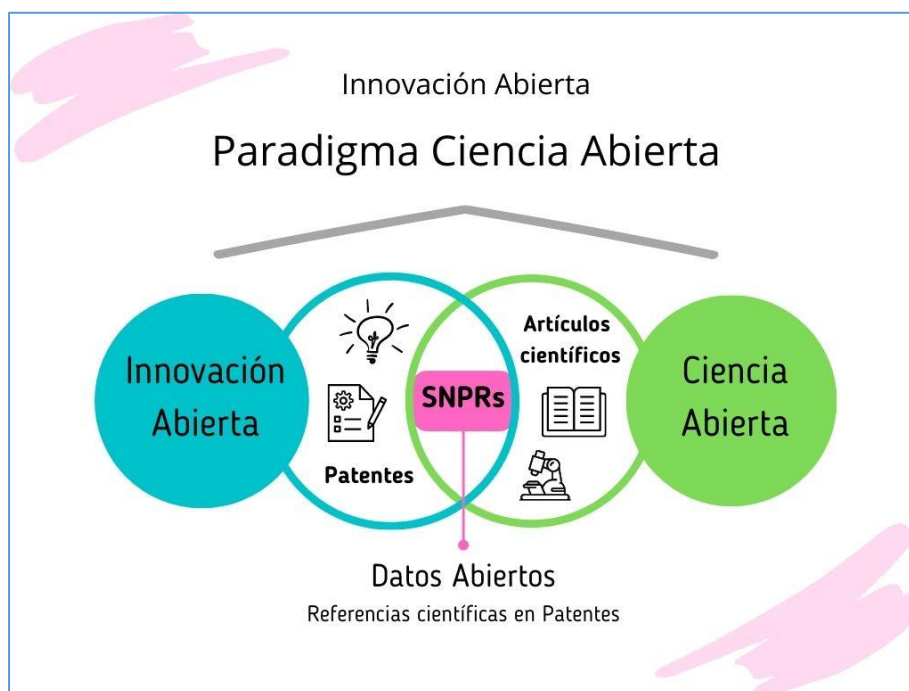 Innovación Abierta
Paradigma Ciencia Abierta
Innovación
Abierta
Patentes
SNPRs
Artículos
científicos
Ciencia
Abierta
Datos Abiertos
Referencias científicas en Patentes